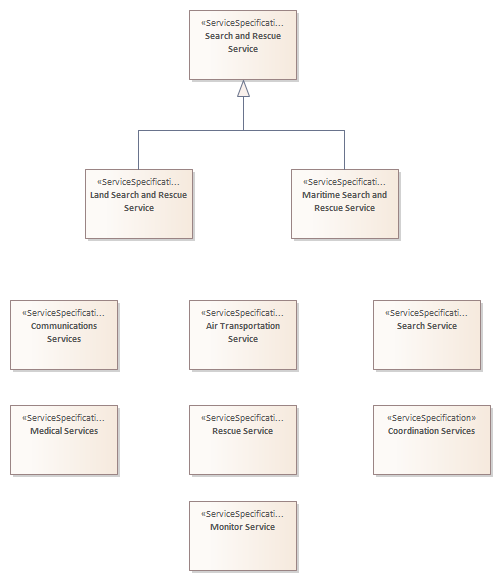 «ServiceSpecificati...
Search and Rescue
Service
«ServiceSpecificati...
Land Search and Rescue
Service
«ServiceSpecificati...
Maritime Search and
Rescue Service
«ServiceSpecificati...
Communications
Services
«ServiceSpecificati...
Air Transportation
Service
«ServiceSpecificati...
Search Service
«ServiceSpecificati...
Medical Services
«ServiceSpecificati...
Rescue Service
«ServiceSpecification»
Coordination Services
«ServiceSpecificati...
Monitor Service